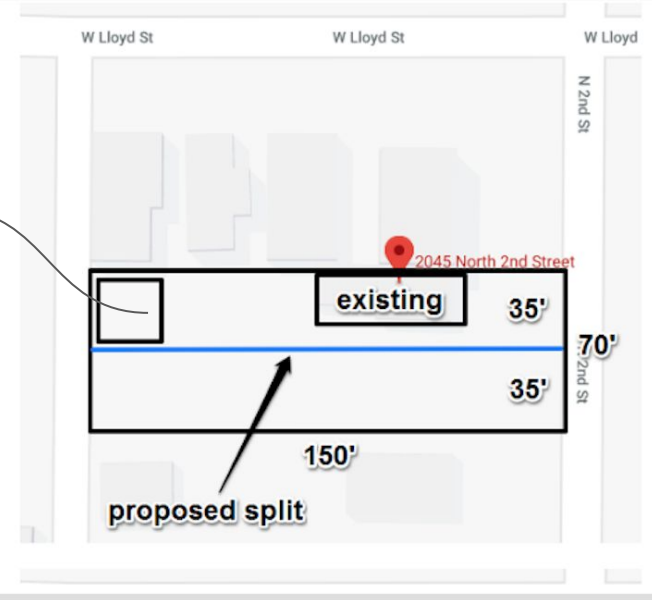 W Lloyd St
W Lloyd St
W Lloyd
N 2nd St
2045 North 2nd Street
existing
35'
70'
2nd St
35'
150'
proposed split